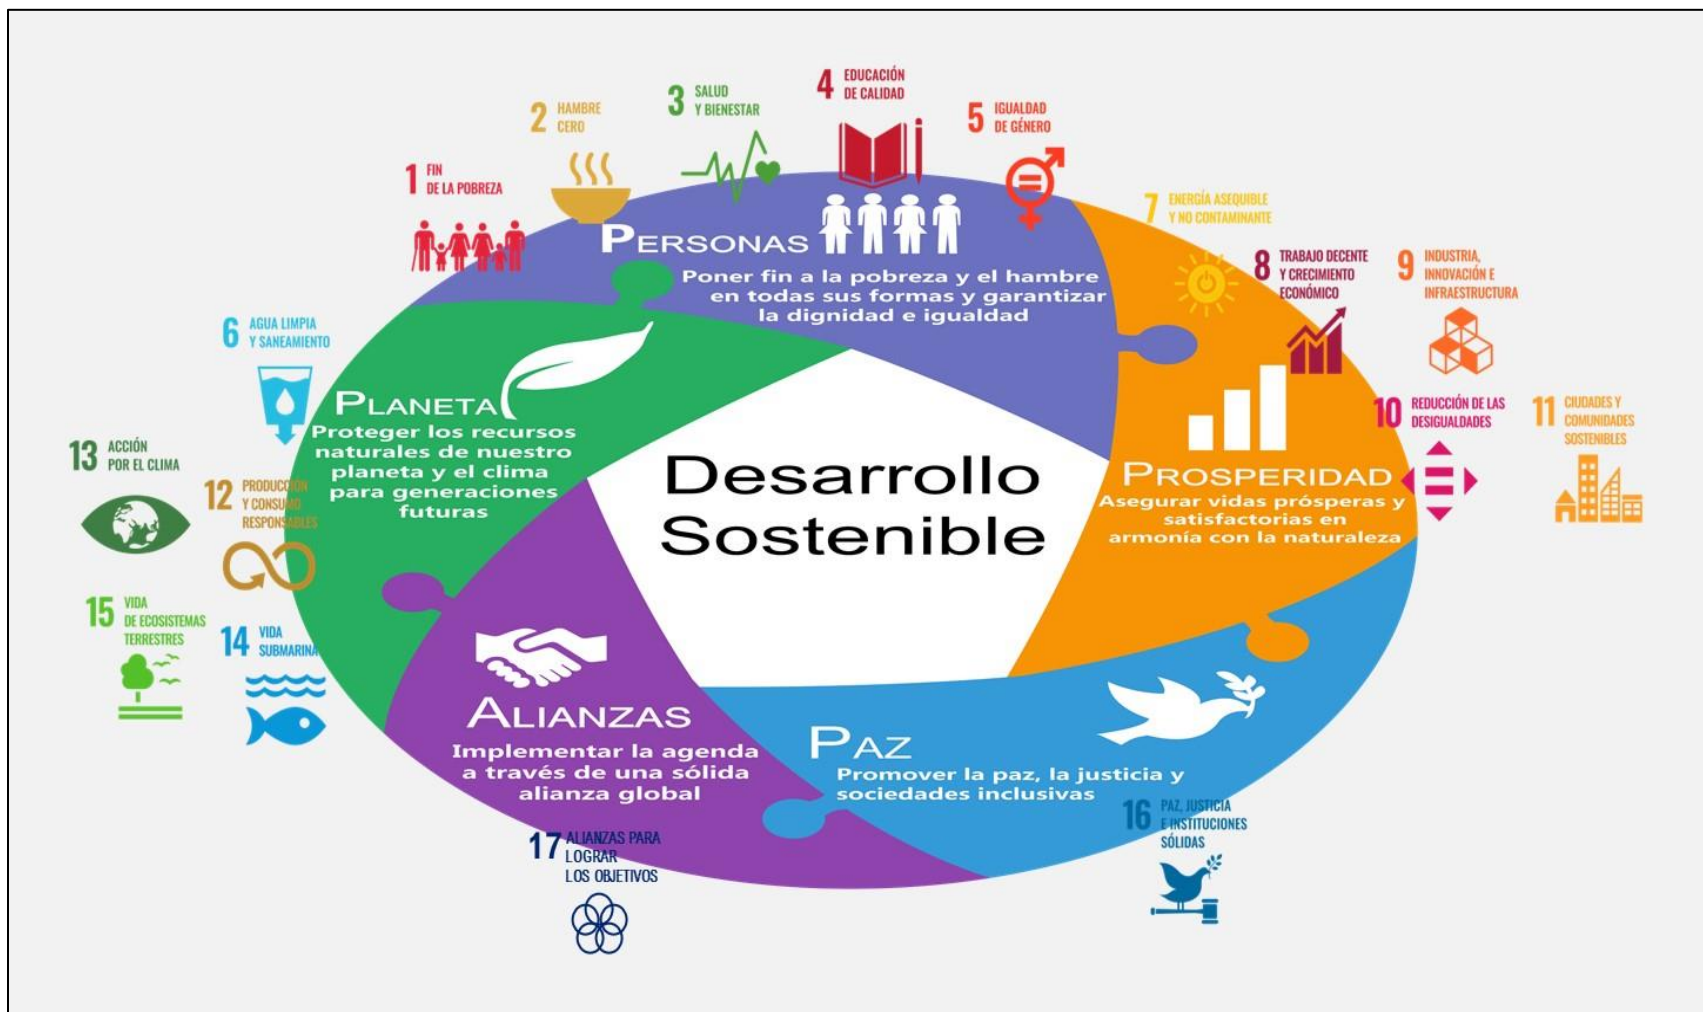 1 FIN
DE LA POBREZA
2 HAMBRE
CERO
3 SALUD
Y BIENESTAR
4 EDUCACIÓN
DE CALIDAD
5 IGUALDAD
DE GÉNERO
PERSONAS
Poner fin a la pobreza y el hambre
en todas sus formas y garantizar
la dignidad e igualdad
7 ENERGÍA ASEQUIBLE
Y NO CONTAMINANTE
8 TRABAJO DECENTE
Y CRECIMIENTO
ECONÓMICO
9 INDUSTRIA,
INNOVACIÓN E
INFRAESTRUCTURA
10 REDUCCIÓN DE LAS
DESIGUALDADES
11 CIUDADES Y
COMUNIDADES
SOSTENIBLES
PROSPERIDAD
Asegurar vidas prósperas y
satisfactorias en
armonía con la naturaleza
6 AGUA LIMPIA
Y SANEAMIENTO
PLANETA
Proteger los recursos
naturales de nuestro
planeta y el clima
para generaciones
futuras
13 ACCIÓN
POR EL CLIMA
12 PRODUCCIÓN
Y CONSUMO
RESPONSABLES
15 VIDA
DE ECOSISTEMAS
TERRESTRES
14 VIDA
SUBMARINA
Desarrollo
Sostenible
ALIANZAS
Implementar la agenda
a través de una sólida
alianza global
17 ALIANZAS PARA
LOGRAR
LOS OBJETIVOS
PAZ
Promover la paz, la justicia y
sociedades inclusivas
16 PAZ, JUSTICIA
E INSTITUCIONES
SÓLIDAS